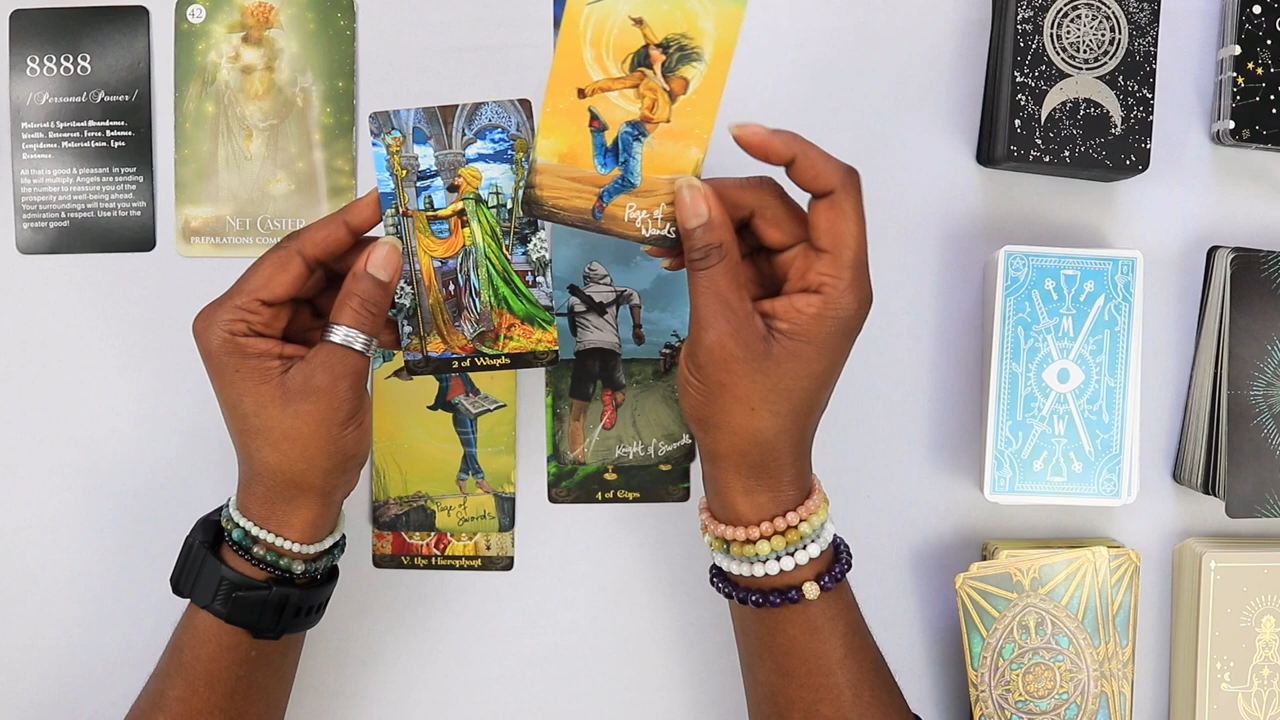 8888
/Personal Power/
Material & Spiritual Abundance,
Wealth, Resources, Force, Balance,
Confidence, Material Gain, Epic
Resource.
All that is good & pleasant in your
life will multiply. Angels are sending
the number to reassure you of the
prosperity and well-being ahead.
Your surroundings will treat you with
admiration & respect. Use it for the
greater good!
42
NET CASTER
PREPARATIONS
2 of Wands
Page of
Wands
Knight of Swords
4 of Cups
Page of
Swords
V. the Hierophant
M
W